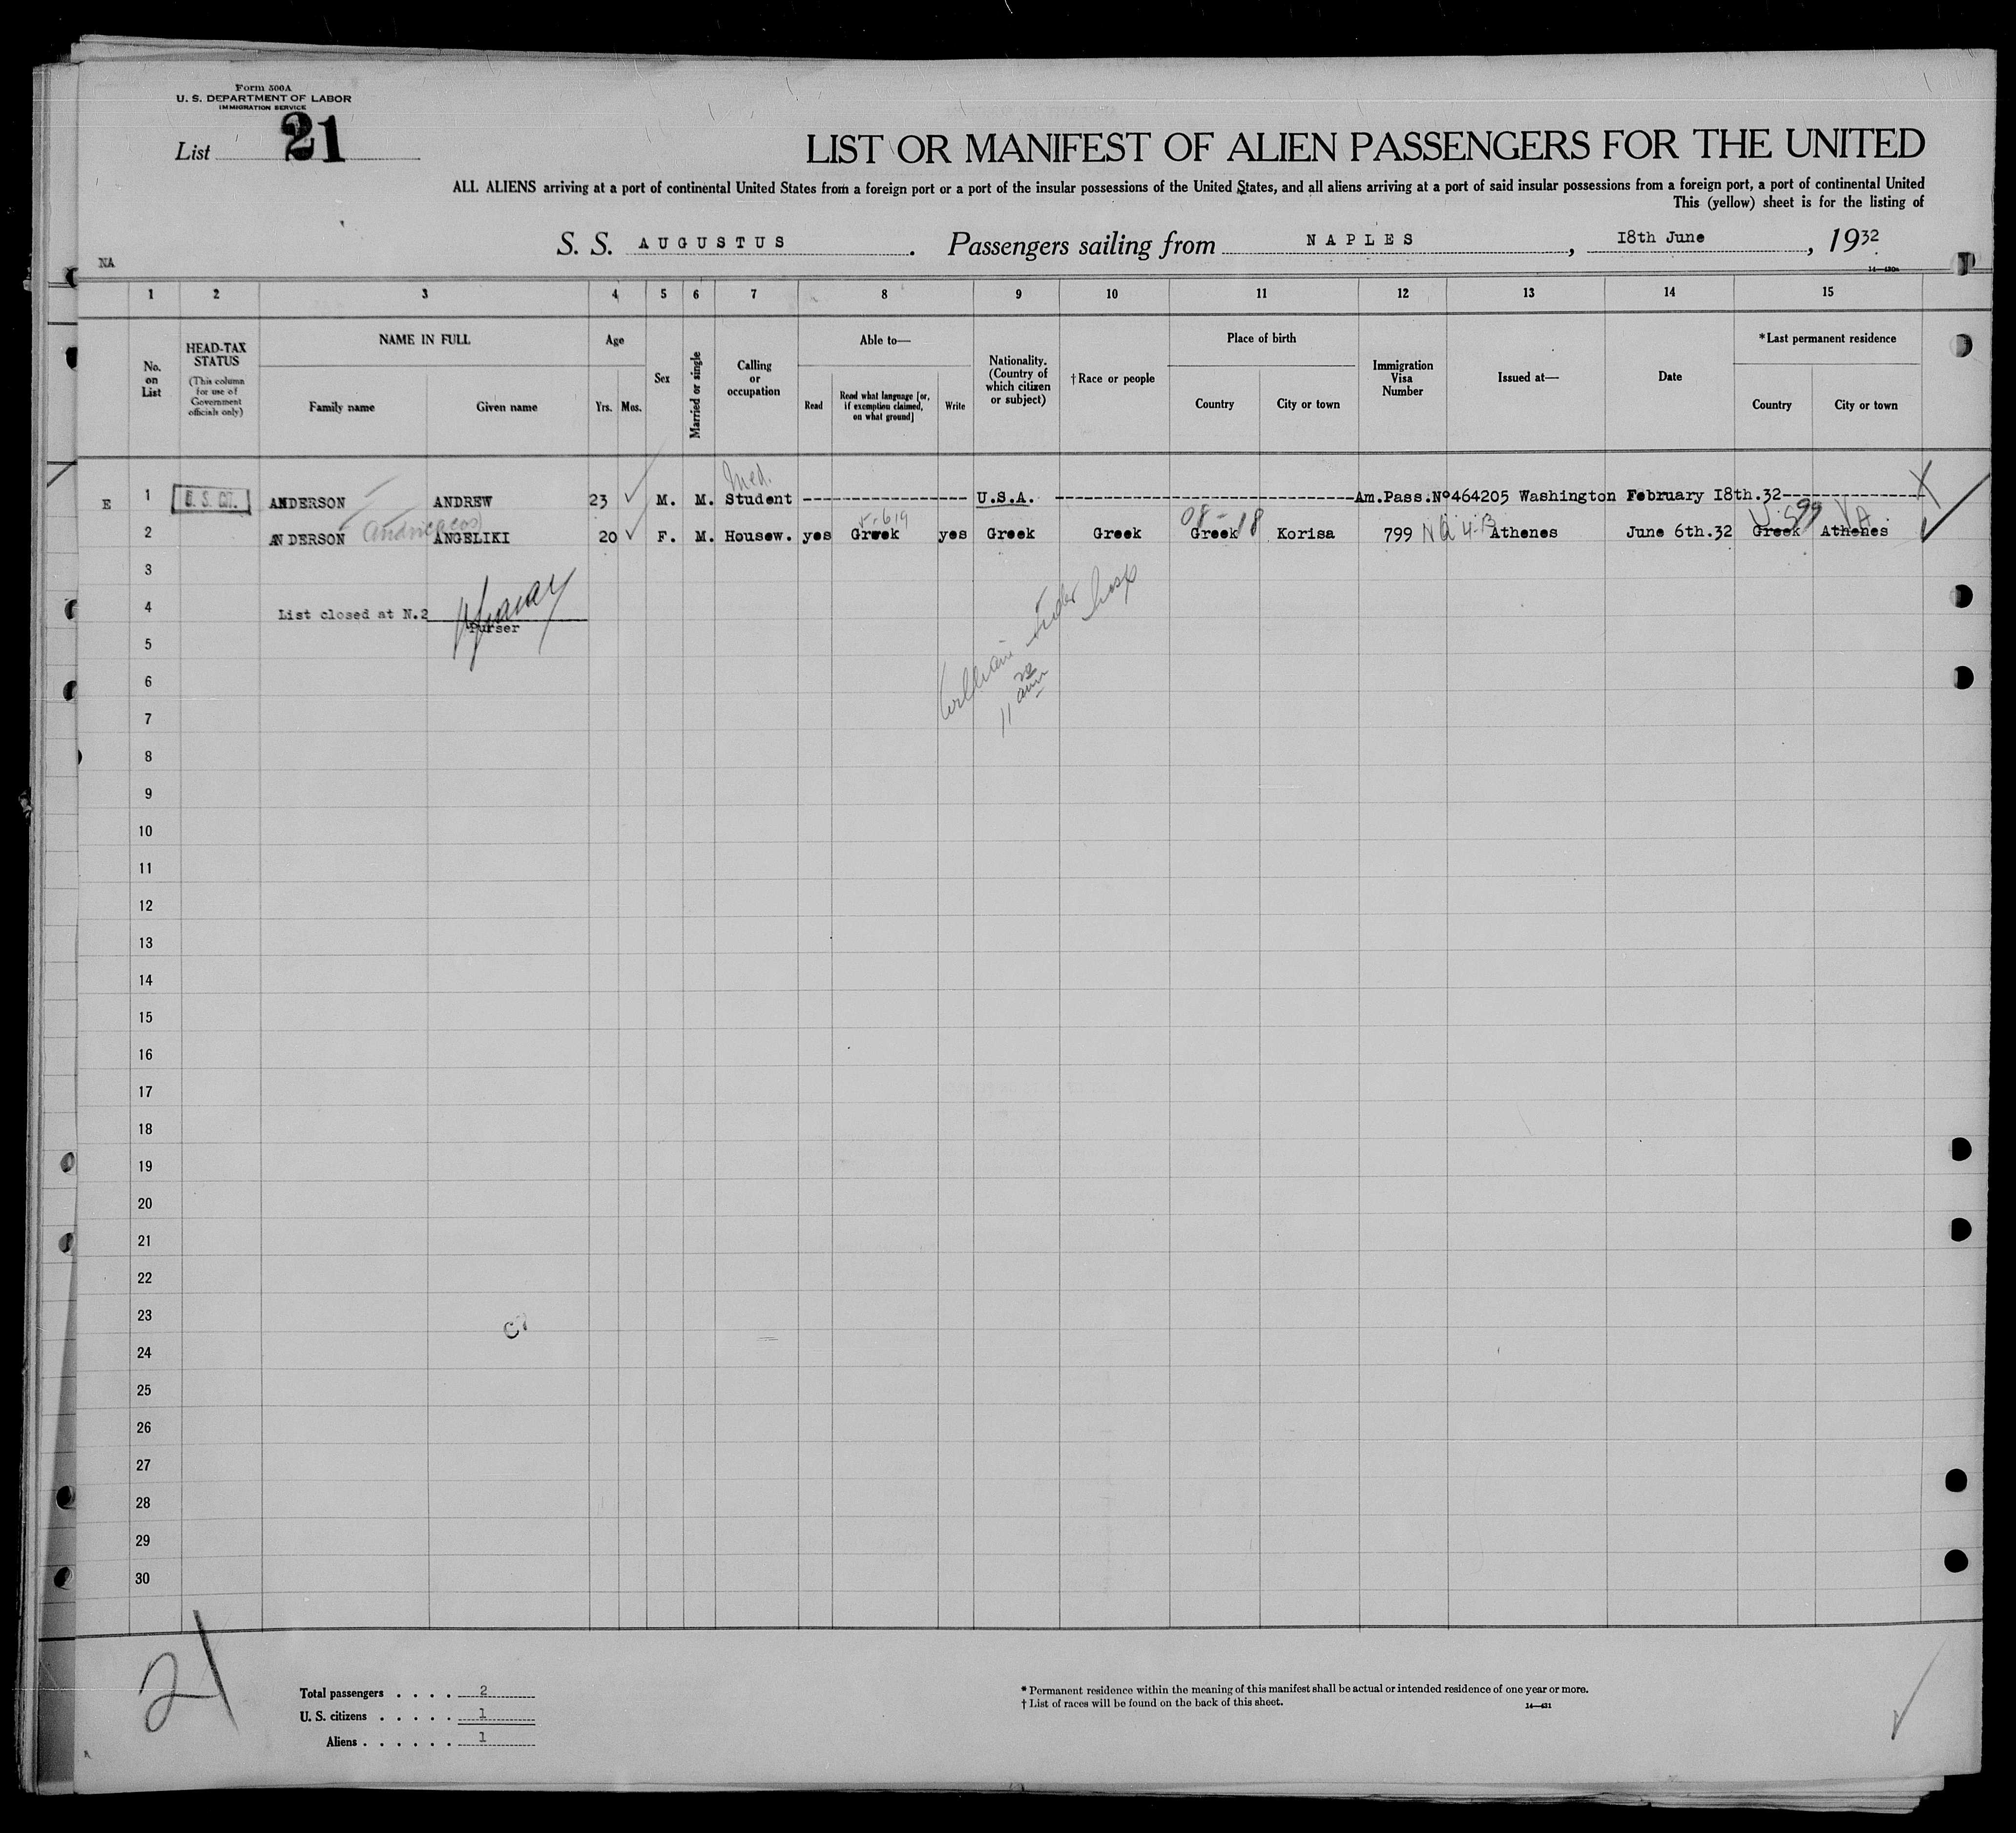 Form 500A
U. S. DEPARTMENT OF LABOR
IMMIGRATION SERVICE
List 21
LIST OR MANIFEST OF ALIEN PASSENGERS FOR THE UNITED
ALL ALIENS arriving at a port of continental United States from a foreign port or a port of the insular possessions of the United States, and all aliens arriving at a port of said insular possessions from a foreign port, a port of continental United
This (yellow) sheet is for the listing of
S. S. AUGUSTUS. Passengers sailing from NAPLES, 18th June, 1932
NA
14—430a
1 2 3 4 5 6 7 8 9 10 11 12 13 14 15
No. on List
HEAD-TAX STATUS
(This column for use of Government officials only)
NAME IN FULL
Family name
Given name
Age
Yrs. Mos.
Sex
Married or single
Calling or occupation
Able to—
Read
Read what language [or, if exemption claimed, on what ground]
Write
Nationality. (Country of which citizen or subject)
†Race or people
Place of birth
Country
City or town
Immigration Visa Number
Issued at—
Date
*Last permanent residence
Country
City or town
Med.
E 1 U. S. CIT. ANDERSON ANDREW 23 M. M. Student U.S.A. Am.Pass.Nº464205 Washington February 18th.32
5-619 08-18 U.S 99 VA
2 ANDERSON ANGELIKI 20 F. M. Housew. yes Greek yes Greek Greek Greek Korisa 799 NQ 4-B Athenes June 6th.32 Greek Athenes
3
4 List closed at N.2
Purser
5
6
7
8
9
10
11
12
13
14
15
16
17
18
19
20
21
22
23
24
25
26
27
28
29
30
21
Total passengers . . . . 2
U. S. citizens . . . . . 1
Aliens . . . . . . 1
* Permanent residence within the meaning of this manifest shall be actual or intended residence of one year or more.
† List of races will be found on the back of this sheet.
14—431